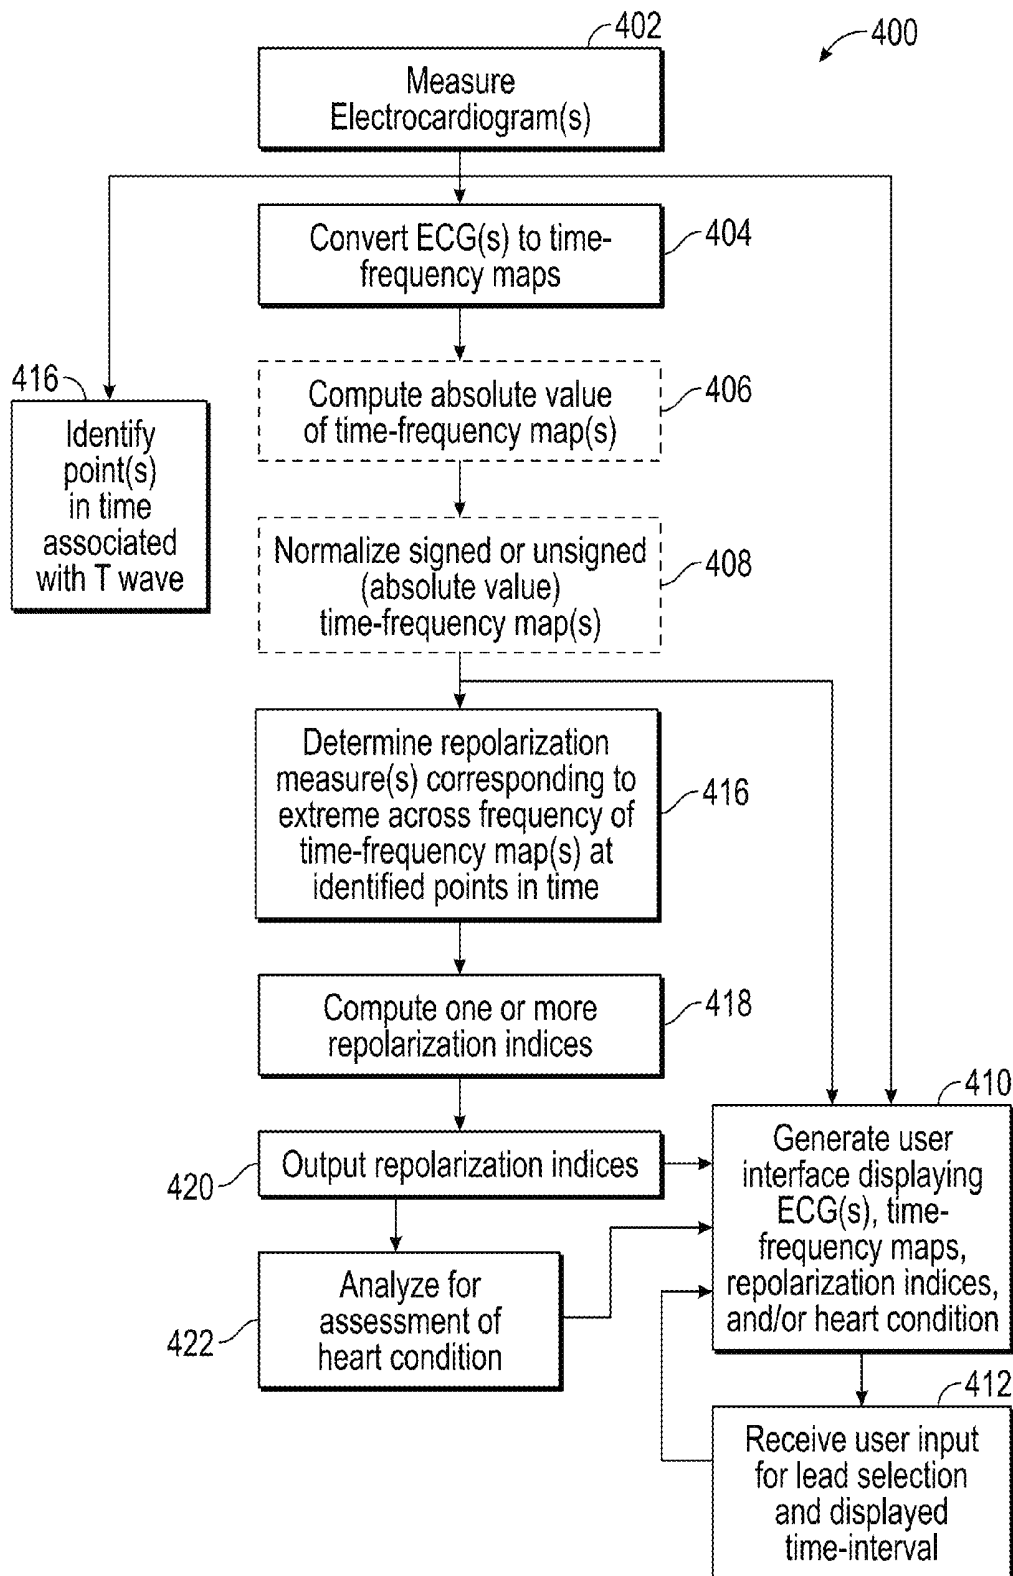 402
400
Measure
Electrocardiogram(s)
Convert ECG(s) to time-
frequency maps
404
416
Identify
point(s)
in time
associated
with T wave
Compute absolute value
of time-frequency map(s)
406
Normalize signed or unsigned
(absolute value)
time-frequency map(s)
408
Determine repolarization
measure(s) corresponding to
extreme across frequency of
time-frequency map(s) at
identified points in time
416
Compute one or more
repolarization indices
418
Output repolarization indices
420
Analyze for
assessment of
heart condition
422
410
Generate user
interface displaying
ECG(s), time-
frequency maps,
repolarization indices,
and/or heart condition
412
Receive user input
for lead selection
and displayed
time-interval